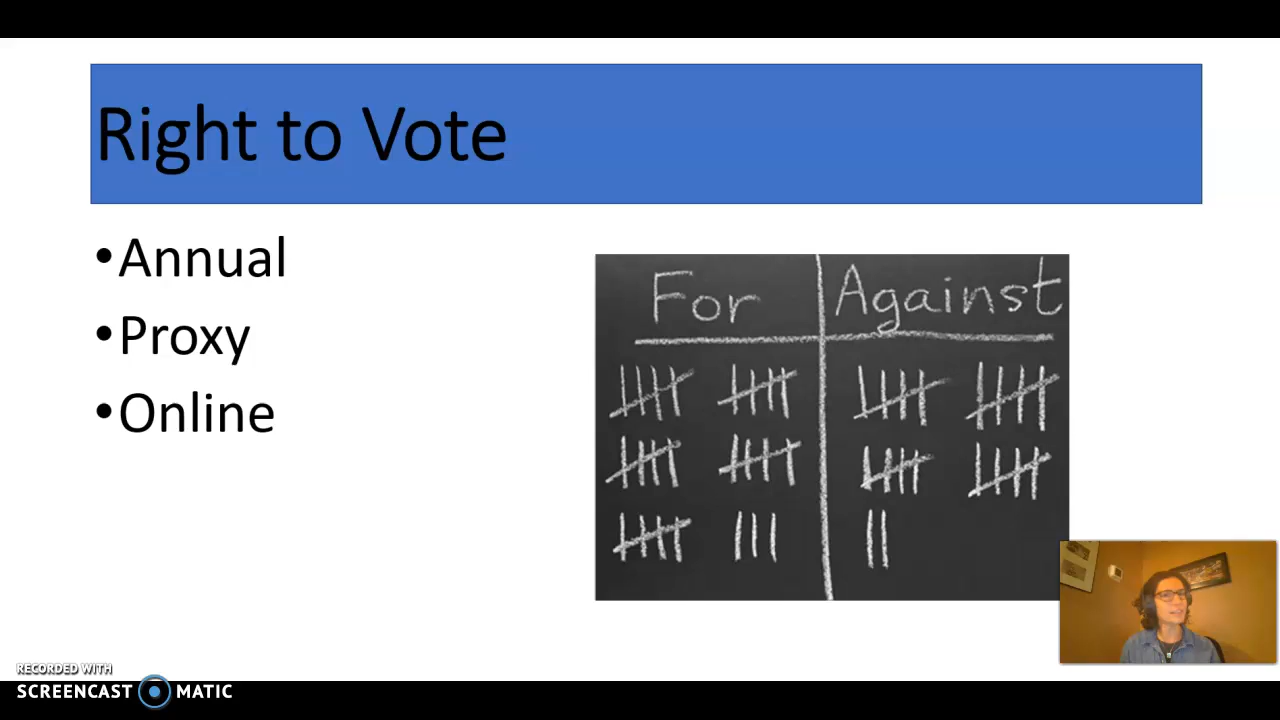 Right to Vote
•Annual
•Proxy
•Online
For Against
RECORDED WITH
SCREENCAST MATIC